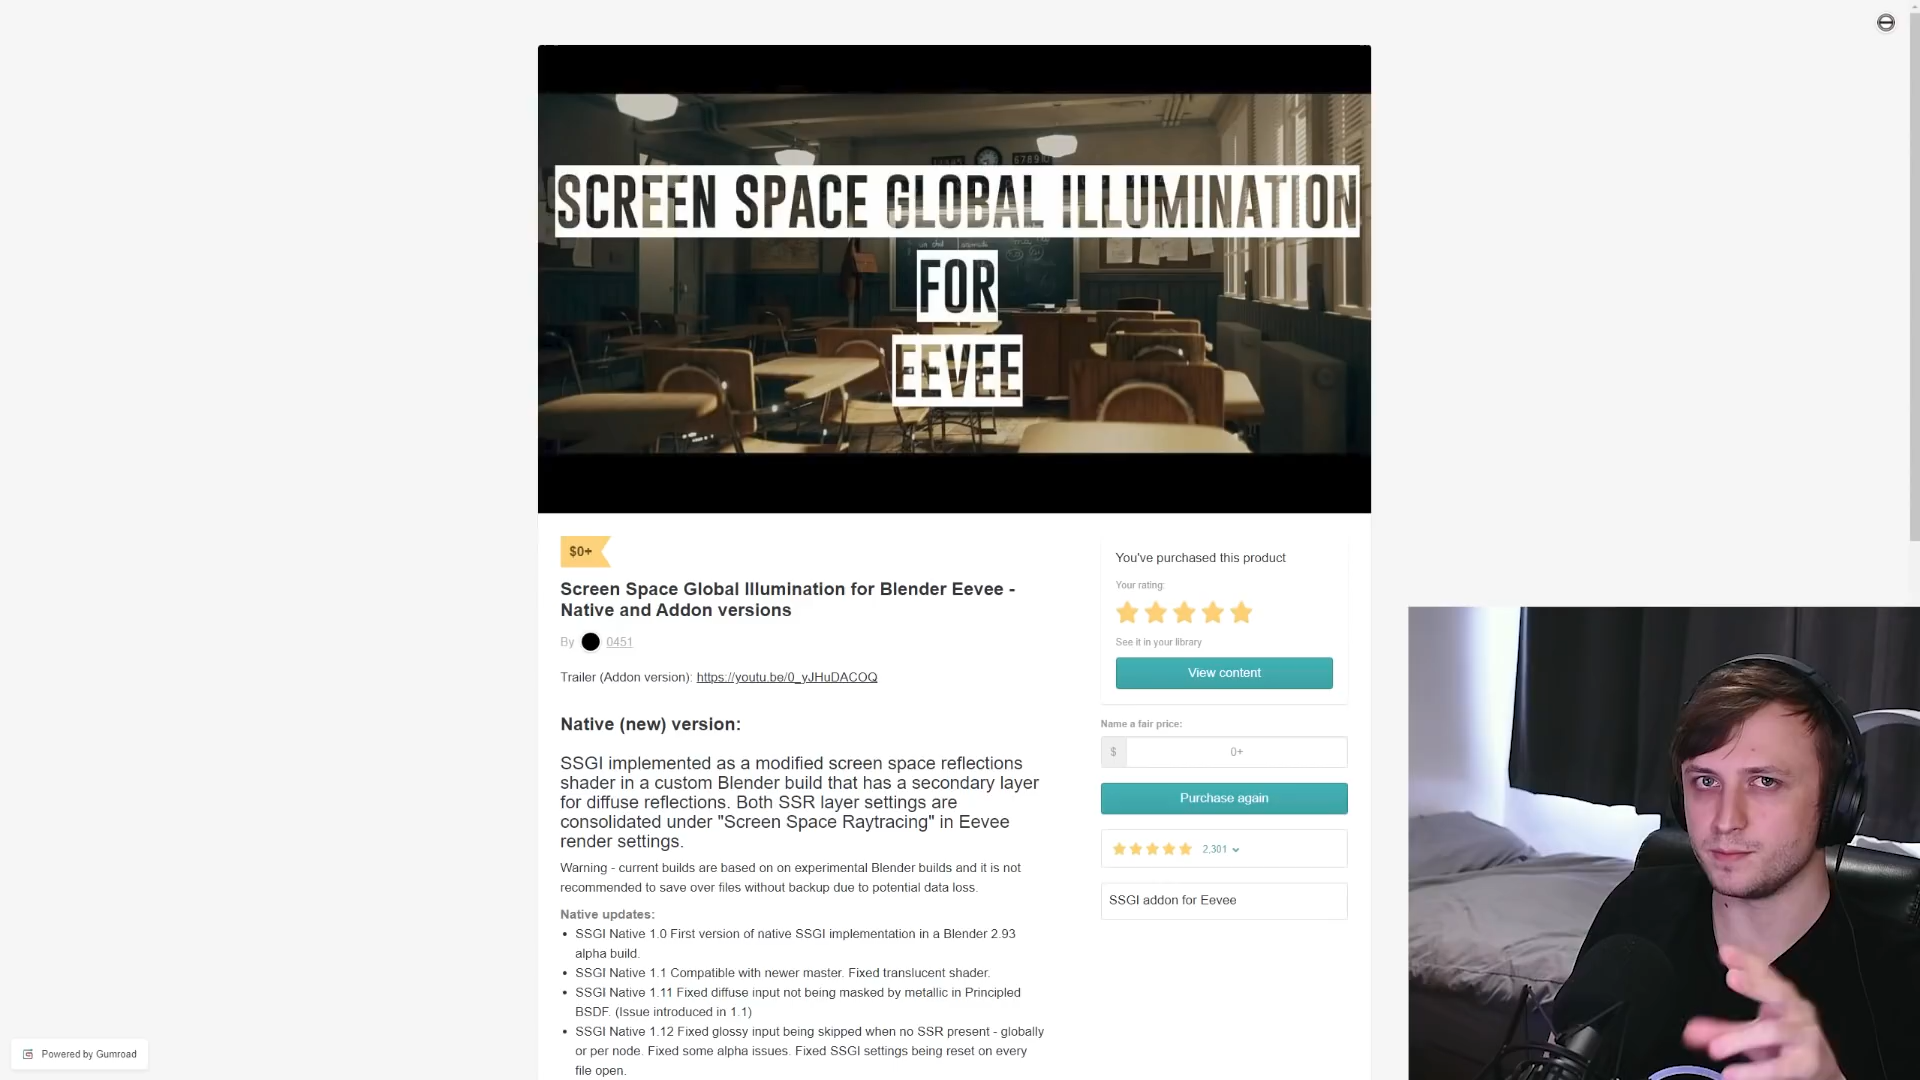 678910
SCREEN SPACE GLOBAL ILLUMINATION
FOR
EEVEE
$0+
Screen Space Global Illumination for Blender Eevee -
Native and Addon versions
By 0451
Trailer (Addon version): https://youtu.be/0_yJHuDACOQ
Native (new) version:
SSGI implemented as a modified screen space reflections
shader in a custom Blender build that has a secondary layer
for diffuse reflections. Both SSR layer settings are
consolidated under "Screen Space Raytracing" in Eevee
render settings.
Warning - current builds are based on on experimental Blender builds and it is not
recommended to save over files without backup due to potential data loss.
Native updates:
SSGI Native 1.0 First version of native SSGI implementation in a Blender 2.93
alpha build.
SSGI Native 1.1 Compatible with newer master. Fixed translucent shader.
SSGI Native 1.11 Fixed diffuse input not being masked by metallic in Principled
BSDF. (Issue introduced in 1.1)
SSGI Native 1.12 Fixed glossy input being skipped when no SSR present - globally
or per node. Fixed some alpha issues. Fixed SSGI settings being reset on every
file open.
You've purchased this product
Your rating:
See it in your library
View content
Name a fair price:
$ 0+
Purchase again
2,301
SSGI addon for Eevee
Powered by Gumroad